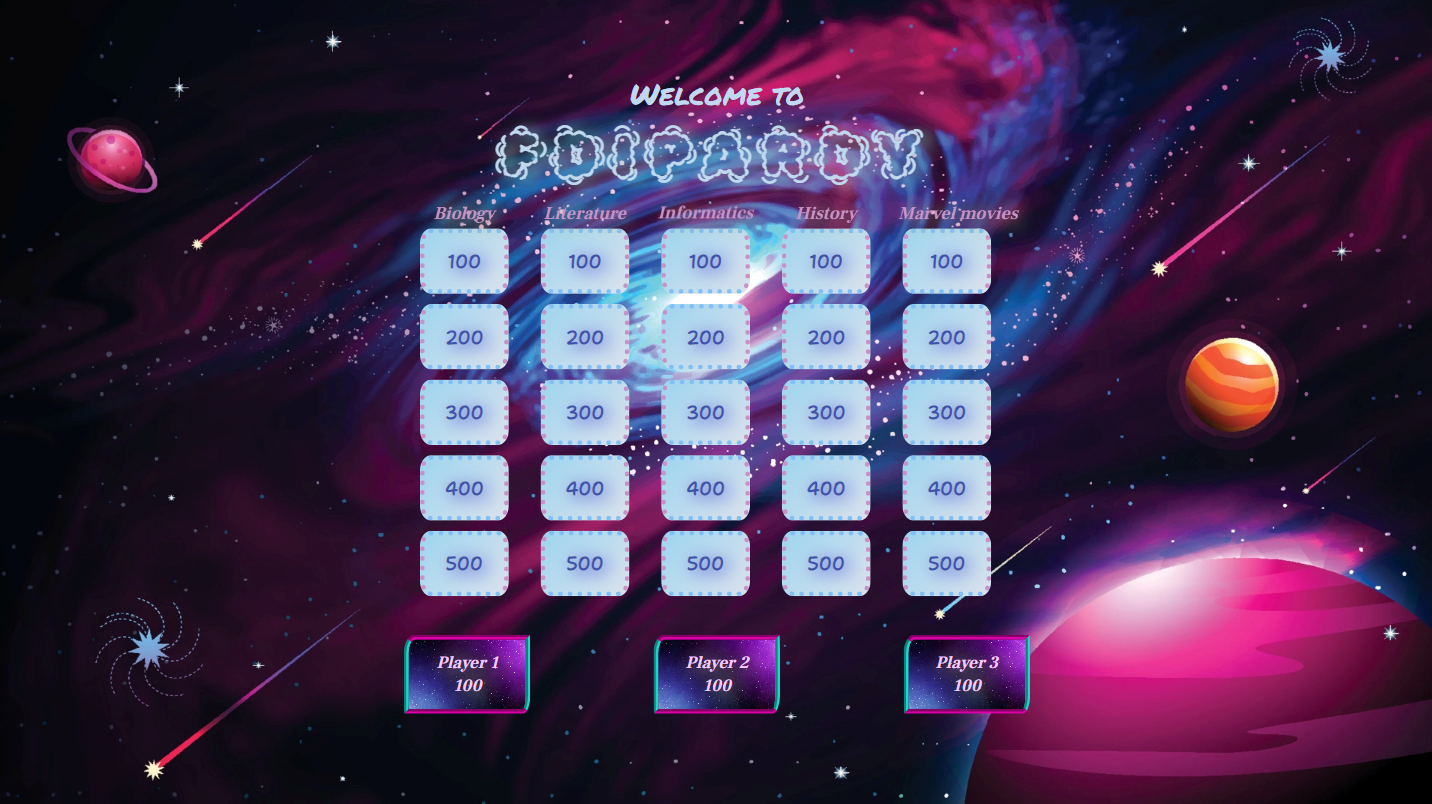 WELCOME TO
FOIPARDY
Biology Literature Informatics History Marvel movies
100 100 100 100 100
200 200 200 200 200
300 300 300 300 300
400 400 400 400 400
500 500 500 500 500
Player 1 Player 2 Player 3
100 100 100